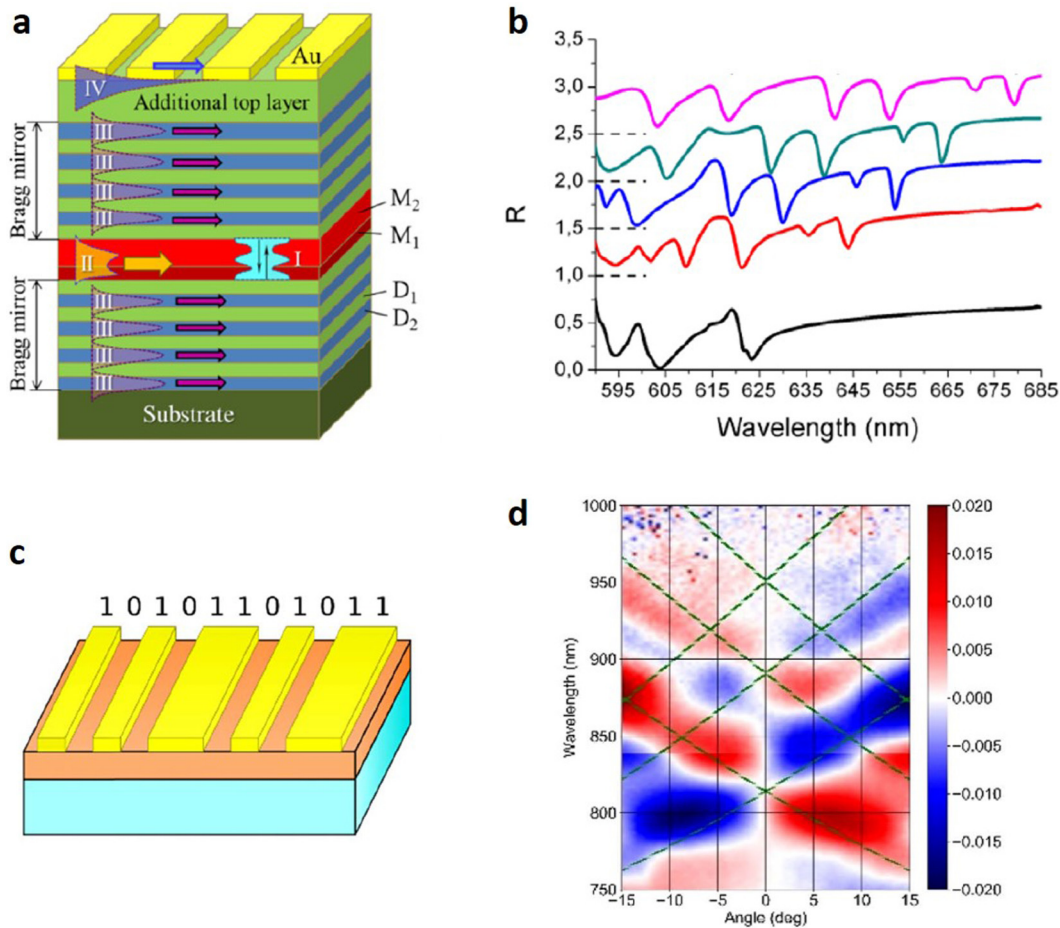 a
Au
IV
Additional top layer
Bragg mirror
III
III
III
III
M2
M1
II
I
Bragg mirror
III
III
III
III
D1
D2
Substrate
b
3,5
3,0
2,5
2,0
1,5
1,0
0,5
0,0
R
595 605 615 625 635 645 655 665 675 685
Wavelength (nm)
c
1 0 1 0 1 1 0 1 0 1 1
d
1000
950
900
850
800
750
Wavelength (nm)
−15 −10 −5 0 5 10 15
Angle (deg)
0.020
0.015
0.010
0.005
−0.000
−0.005
−0.010
−0.015
−0.020